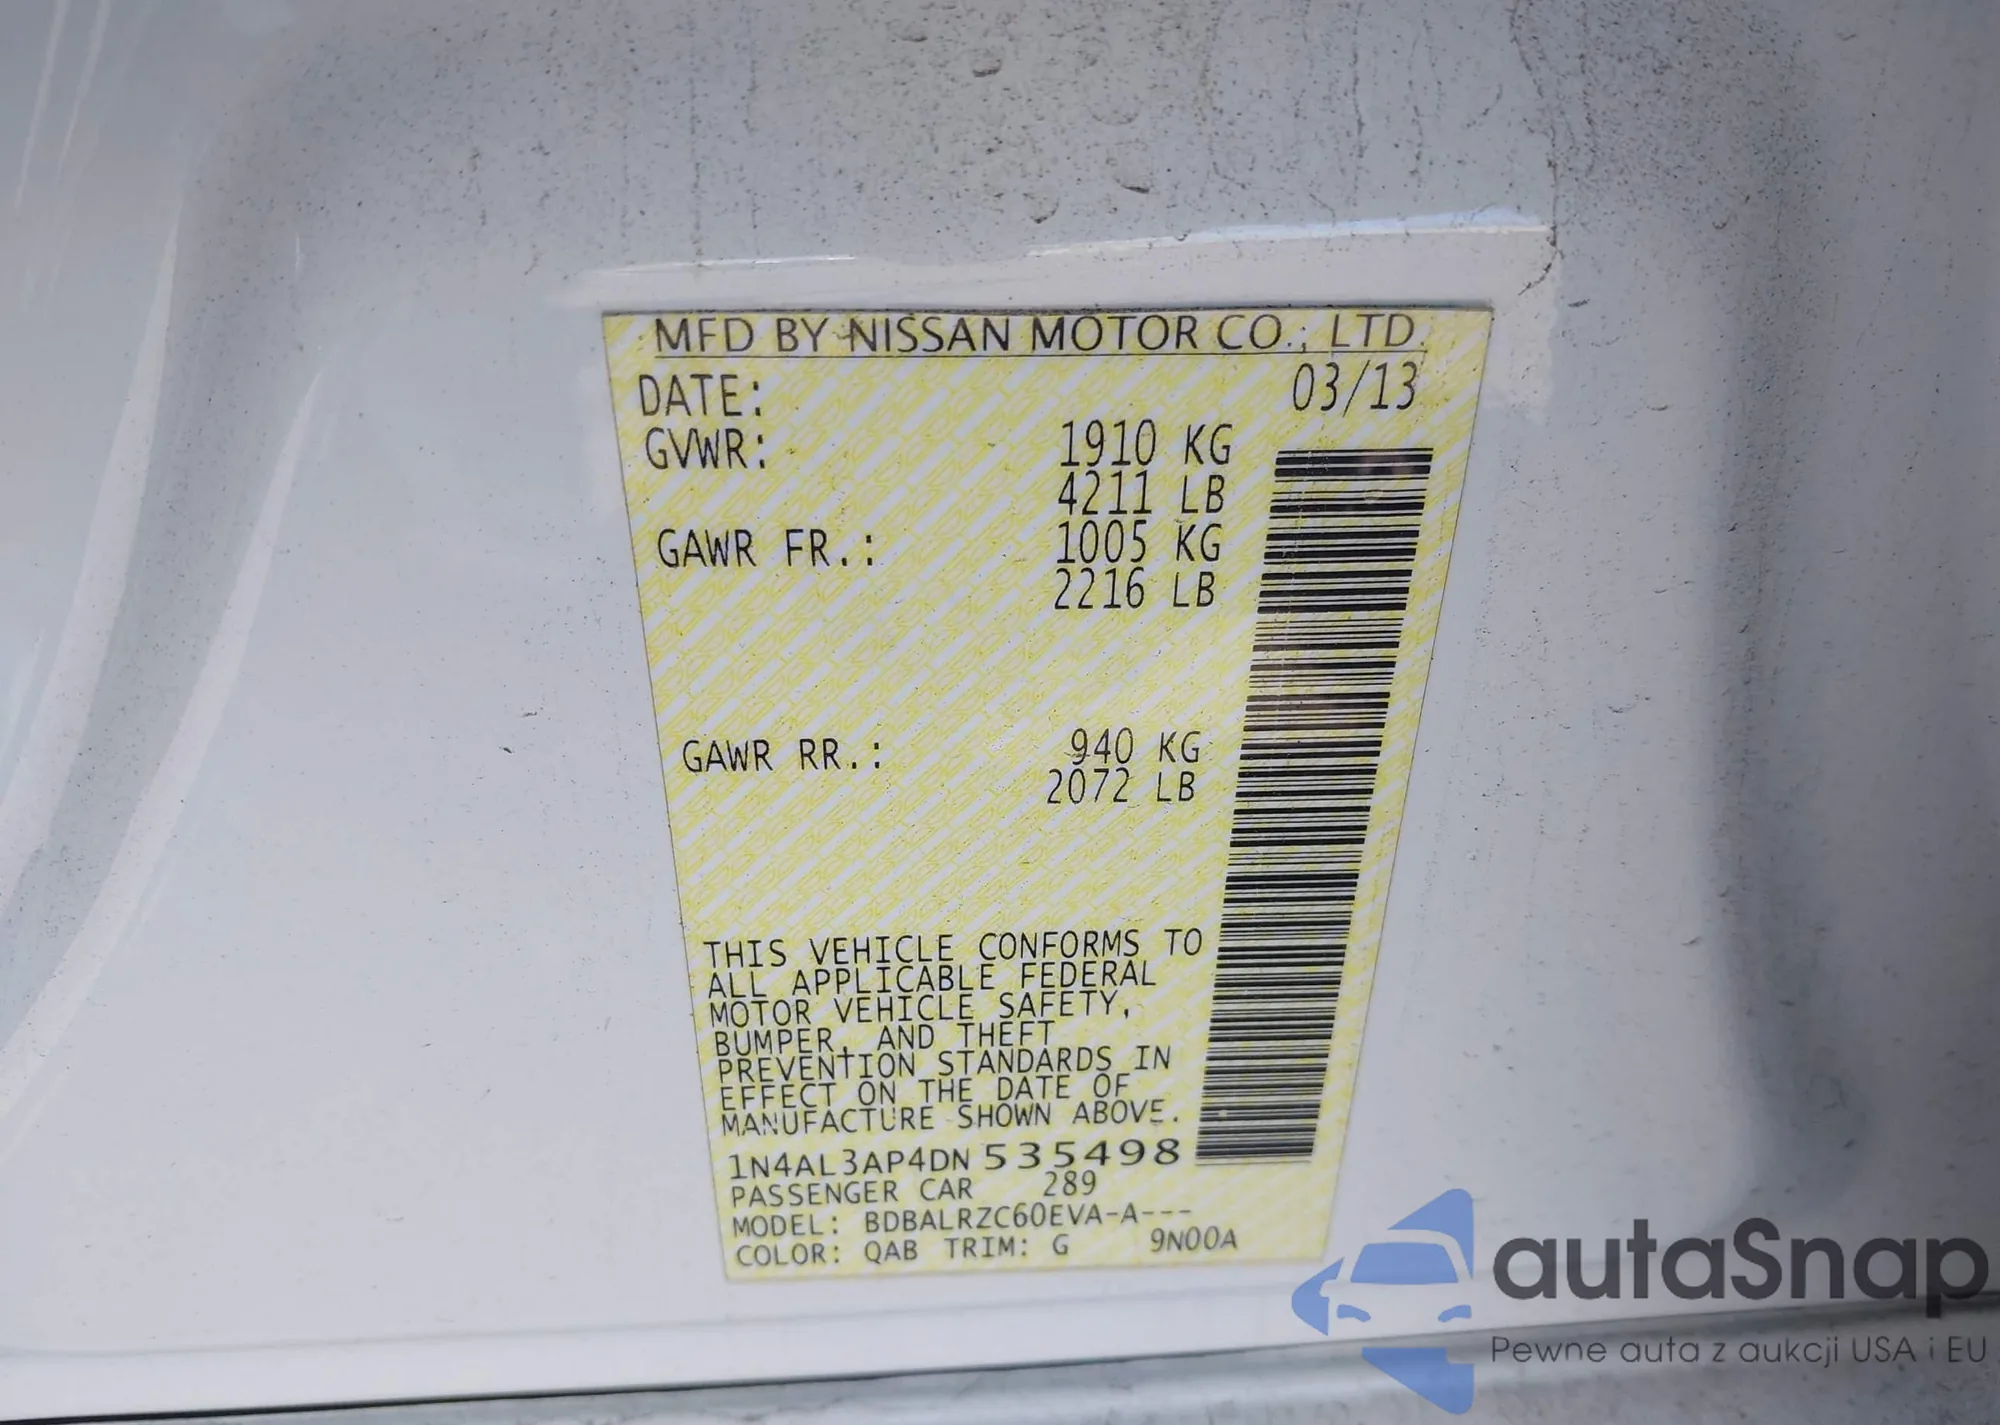 MFD BY NISSAN MOTOR CO., LTD.
DATE: 03/13
GVWR: 1910 KG
4211 LB
GAWR FR.: 1005 KG
2216 LB
GAWR RR.: 940 KG
2072 LB
THIS VEHICLE CONFORMS TO
ALL APPLICABLE FEDERAL
MOTOR VEHICLE SAFETY,
BUMPER, AND THEFT
PREVENTION STANDARDS IN
EFFECT ON THE DATE OF
MANUFACTURE SHOWN ABOVE.
1N4AL3AP4DN535498
PASSENGER CAR 289
MODEL: BDBALRZC60EVA-A---
COLOR: QAB TRIM: G 9N00A
autaSnap
Pewne auta z aukcji USA i EU